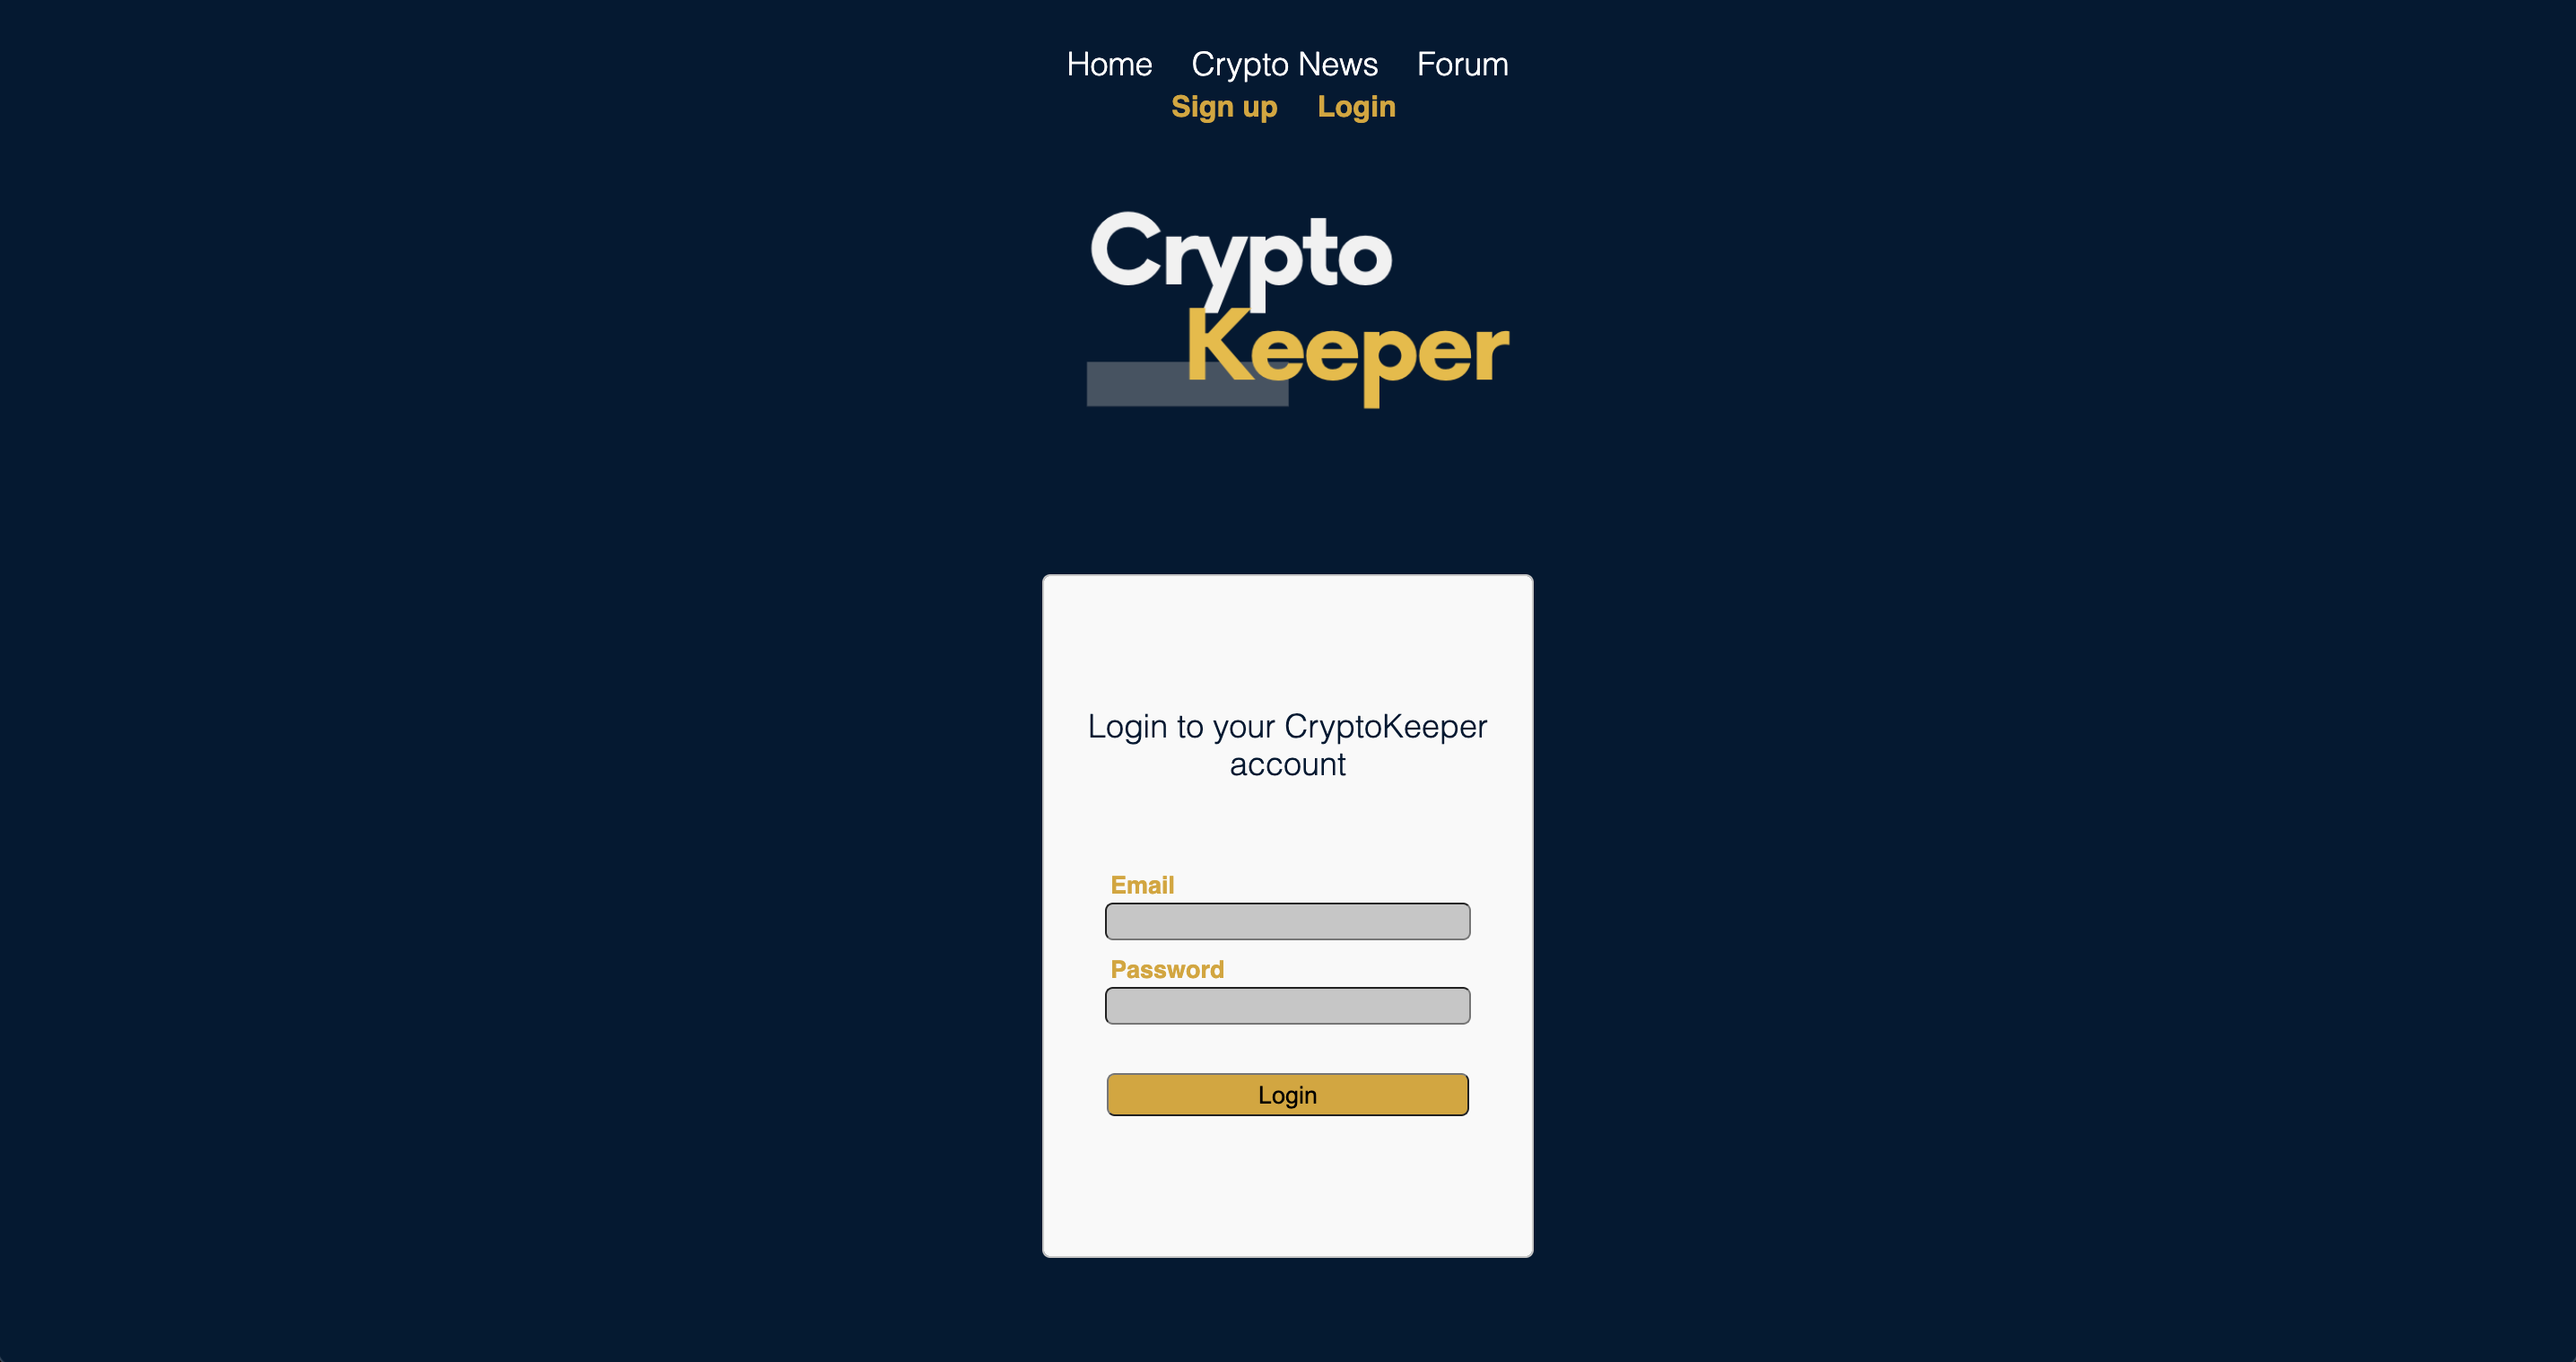 Home Crypto News Forum
Sign up Login
Crypto
Keeper
Login to your CryptoKeeper
account
Email
Password
Login